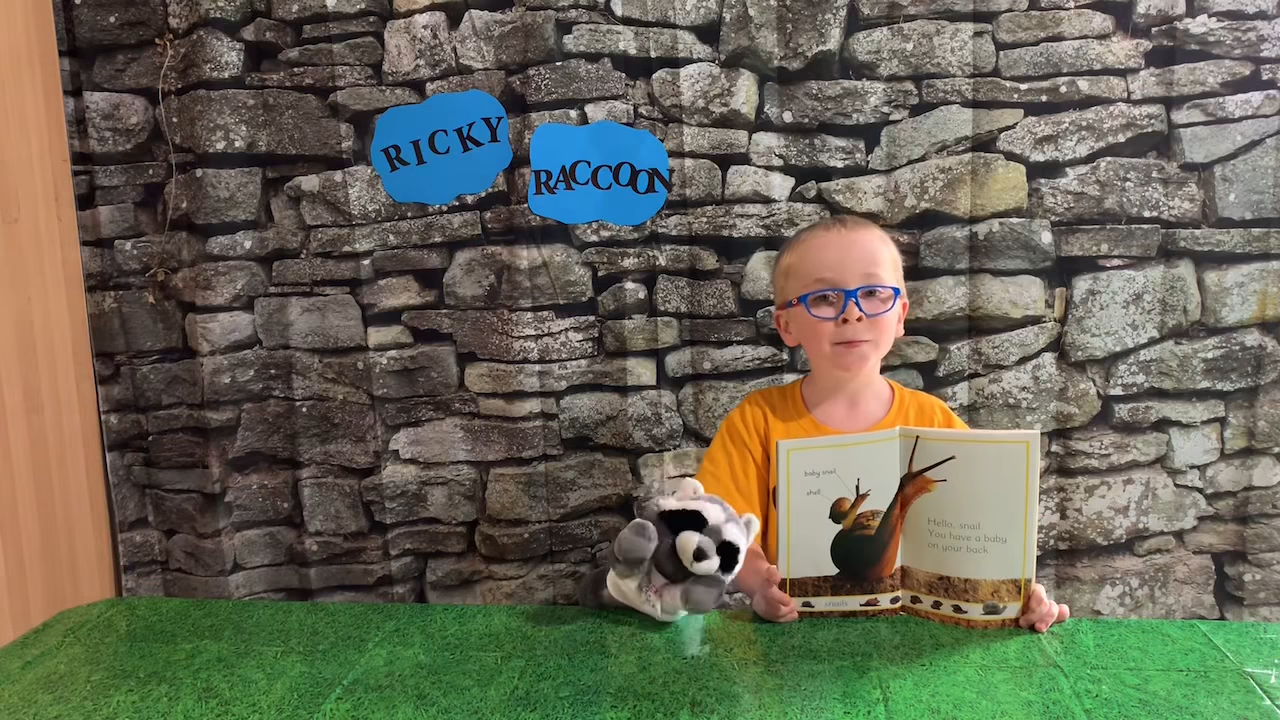 RICKY
RACCOON
baby snail
shell
Hello, snail.
You have a baby
on your back.
snails